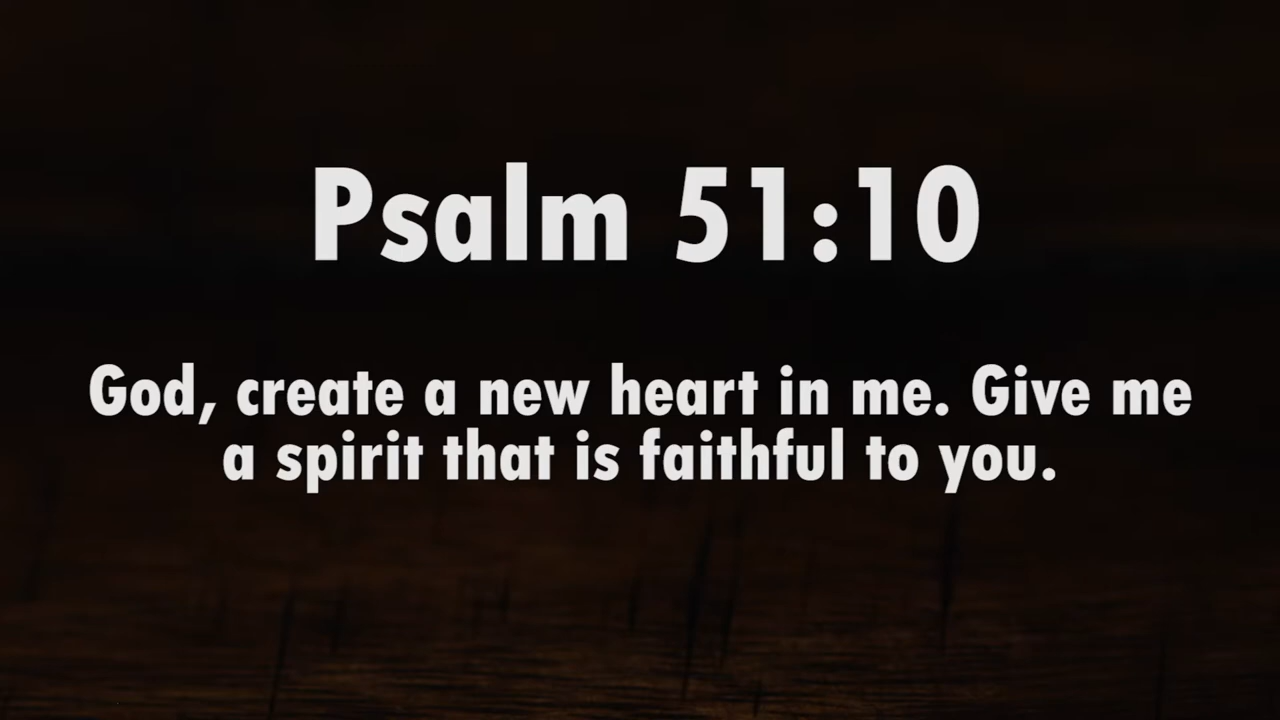 Psalm 51:10
God, create a new heart in me. Give me
a spirit that is faithful to you.